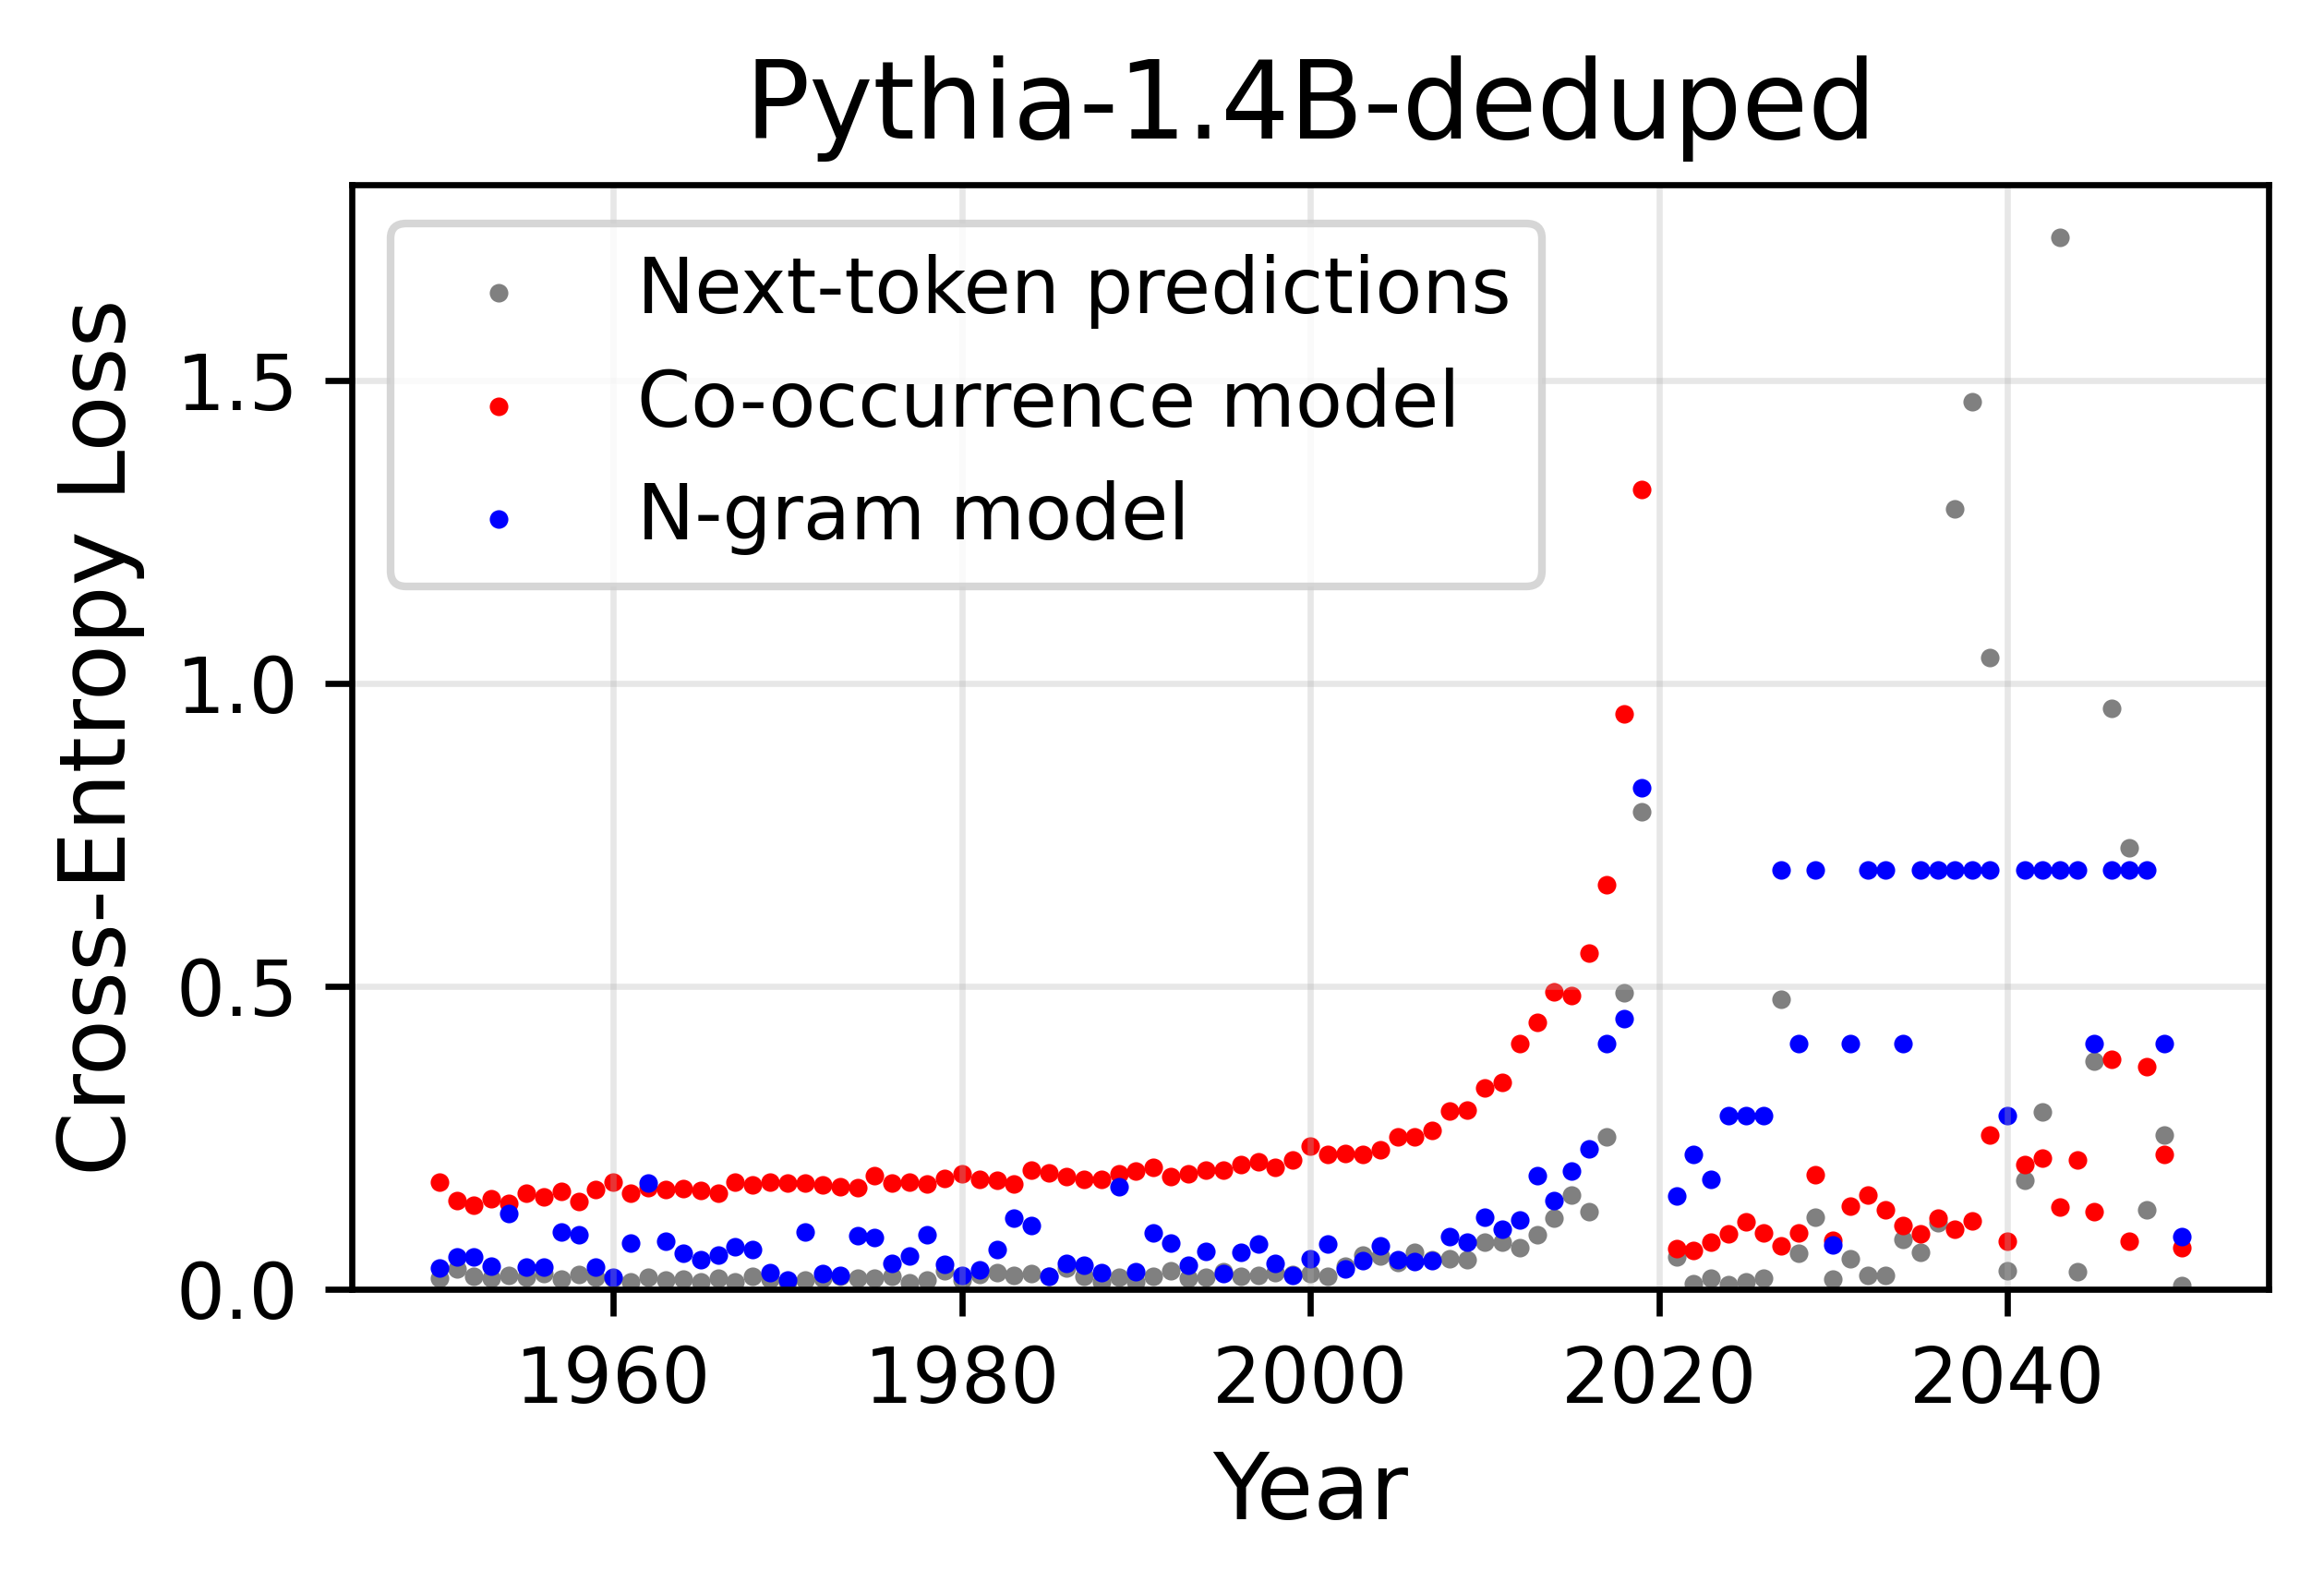 Pythia-1.4B-deduped
Next-token predictions
Co-occurrence model
N-gram model
Cross-Entropy Loss
1.5
1.0
0.5
0.0
1960 1980 2000 2020 2040
Year